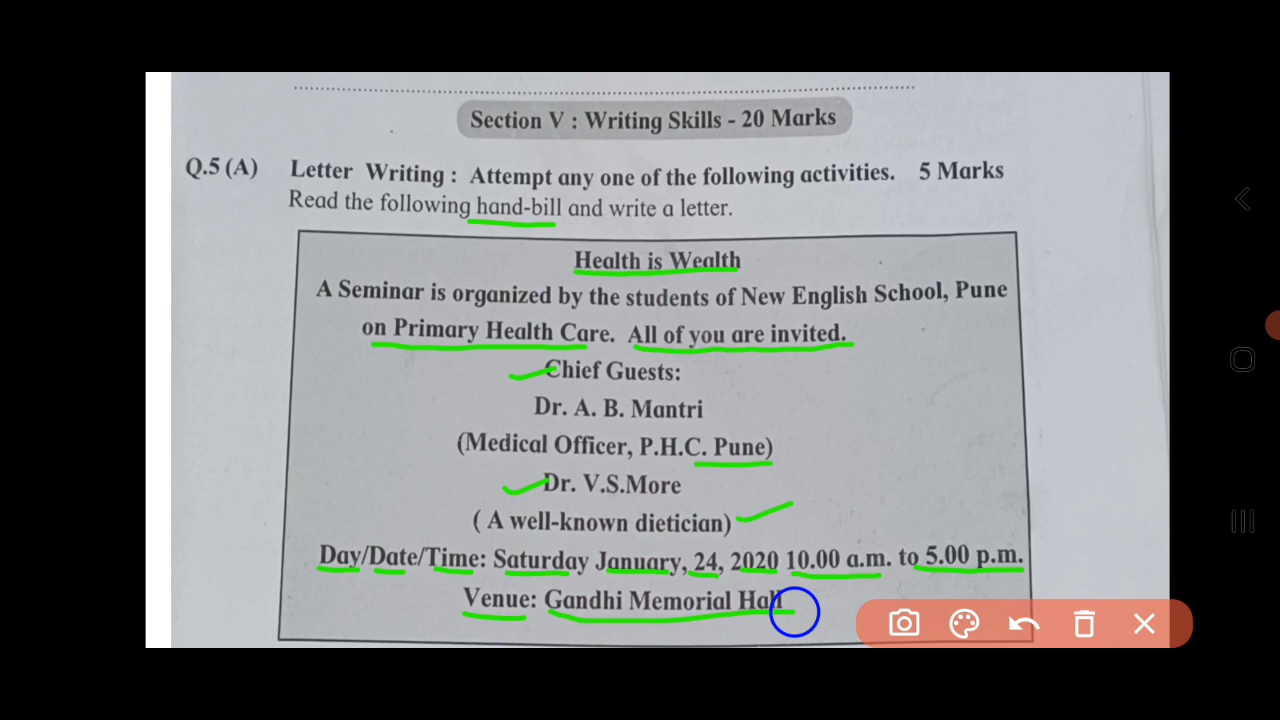 Section V : Writing Skills - 20 Marks
Q.5 (A) Letter Writing : Attempt any one of the following activities. 5 Marks
Read the following hand-bill and write a letter.
Health is Wealth
A Seminar is organized by the students of New English School, Pune
on Primary Health Care. All of you are invited.
Chief Guests:
Dr. A. B. Mantri
(Medical Officer, P.H.C. Pune)
Dr. V.S.More
( A well-known dietician)
Day/Date/Time: Saturday January, 24, 2020 10.00 a.m. to 5.00 p.m.
Venue: Gandhi Memorial Hall